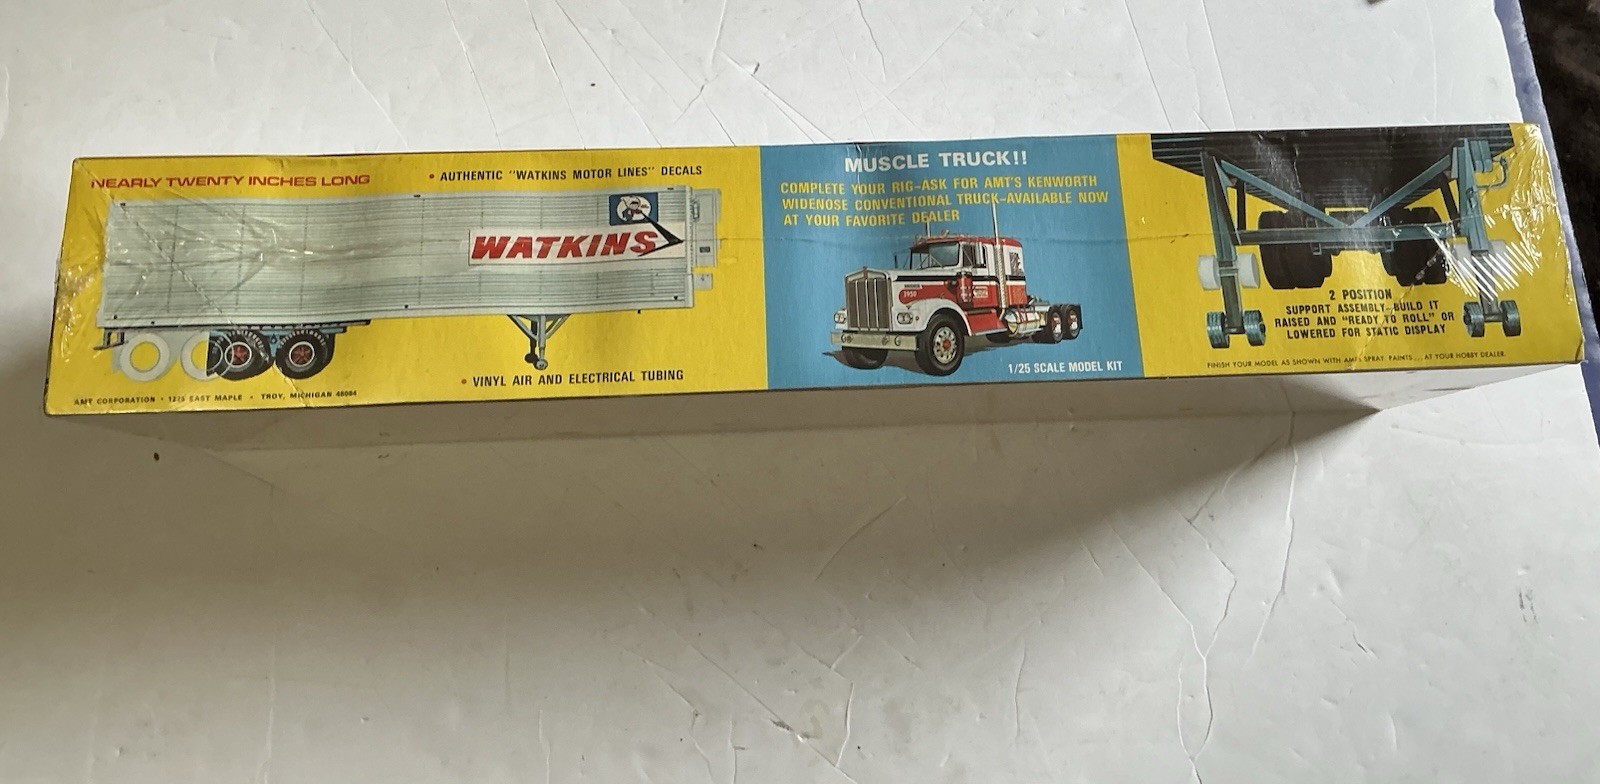 NEARLY TWENTY INCHES LONG
• AUTHENTIC "WATKINS MOTOR LINES" DECALS
WATKINS
• VINYL AIR AND ELECTRICAL TUBING
AMT CORPORATION • 1225 EAST MAPLE • TROY, MICHIGAN 48084
MUSCLE TRUCK!!
COMPLETE YOUR RIG-ASK FOR AMT'S KENWORTH
WIDENOSE CONVENTIONAL TRUCK-AVAILABLE NOW
AT YOUR FAVORITE DEALER
3950
1/25 SCALE MODEL KIT
2 POSITION
SUPPORT ASSEMBLY-BUILD IT
RAISED AND "READY TO ROLL" OR
LOWERED FOR STATIC DISPLAY
FINISH YOUR MODEL AS SHOWN WITH AMT SPRAY PAINTS... AT YOUR HOBBY DEALER.